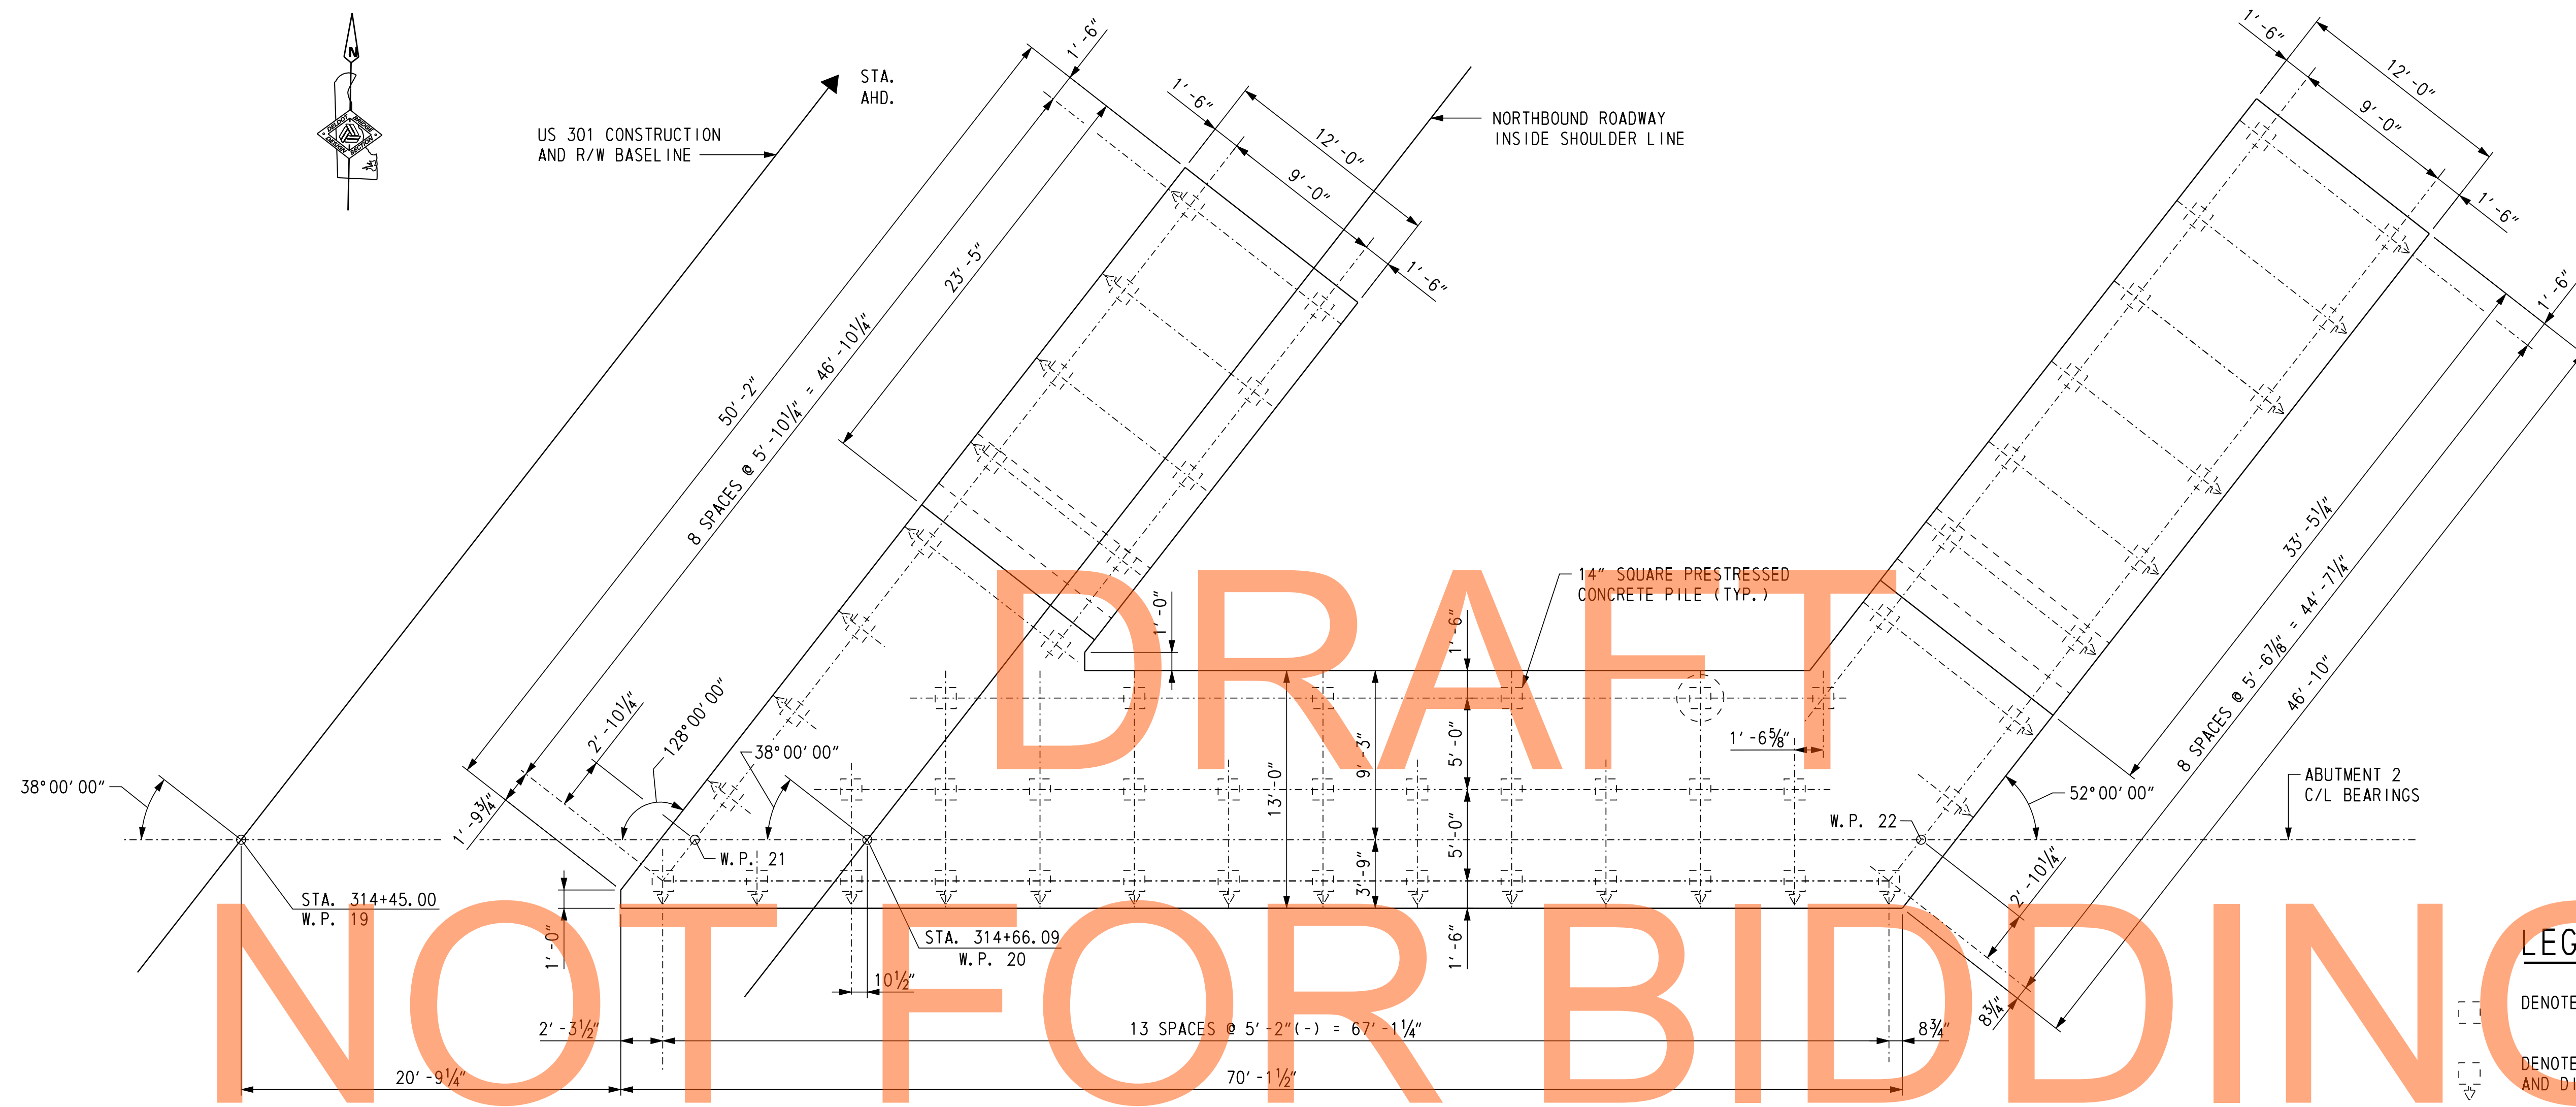 N
DELDOT BRIDGE
DESIGN SECTION
STA.
AHD.
US 301 CONSTRUCTION
AND R/W BASELINE
NORTHBOUND ROADWAY
INSIDE SHOULDER LINE
1'-6"
1'-6"
12'-0"
9'-0"
1'-6"
1'-6"
12'-0"
9'-0"
1'-6"
1'-6"
23'-5"
50'-2"
8 SPACES @ 5'-10¼" = 46'-10¼"
14" SQUARE PRESTRESSED
CONCRETE PILE (TYP.)
1'-0"
1'-6"
33'-5¼"
8 SPACES @ 5'-6⅞" = 44'-7¼"
46'-10"
DRAFT
2'-10¼"
128°00'00"
38°00'00"
38°00'00"
1'-9¾"
13'-0"
9'-3"
5'-0"
1'-6⅝"
ABUTMENT 2
C/L BEARINGS
52°00'00"
W.P. 22
W.P. 21
5'-0"
3'-9"
2'-10¼"
STA. 314+45.00
W.P. 19
1'-0"
STA. 314+66.09
W.P. 20
1'-6"
10½"
8¾"
NOT FOR BIDDING
LEG
DENOTE
DENOTE
AND DI
2'-3½"
13 SPACES @ 5'-2"(-) = 67'-1¼"
8¾"
20'-9¼"
70'-1½"